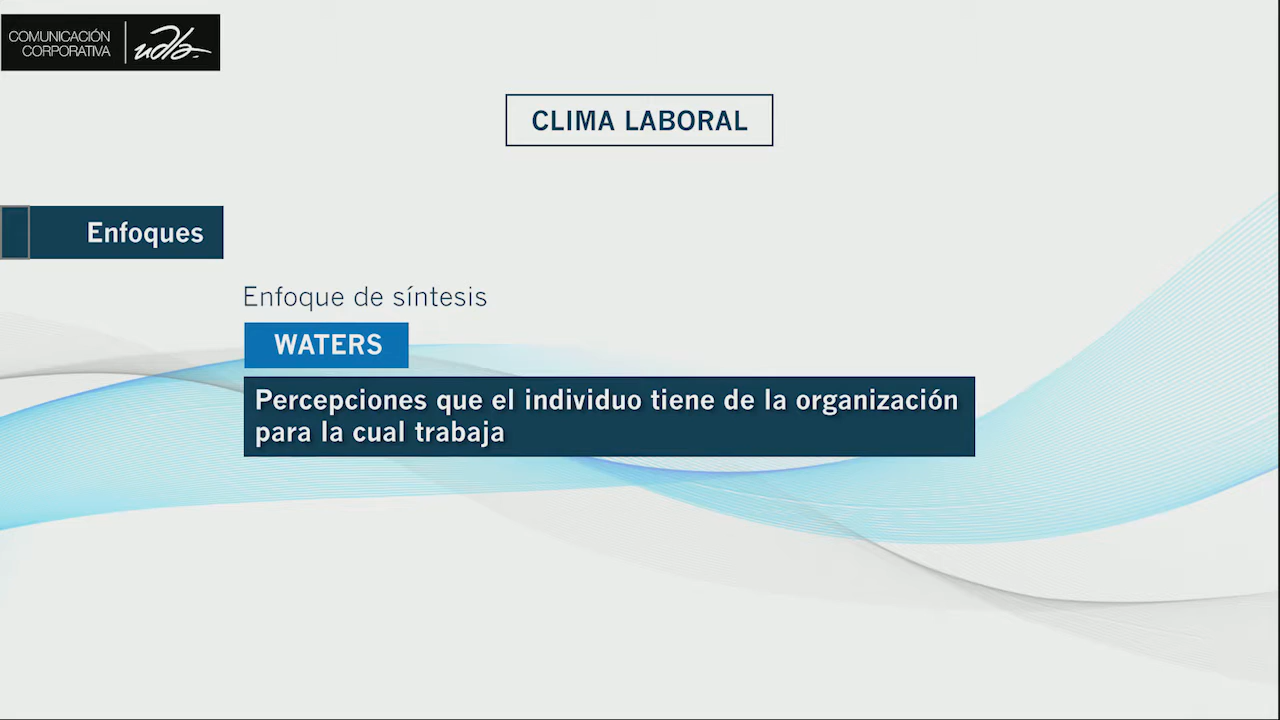 COMUNICACIÓN
CORPORATIVA
udla.
CLIMA LABORAL
Enfoques
Enfoque de síntesis
WATERS
Percepciones que el individuo tiene de la organización
para la cual trabaja